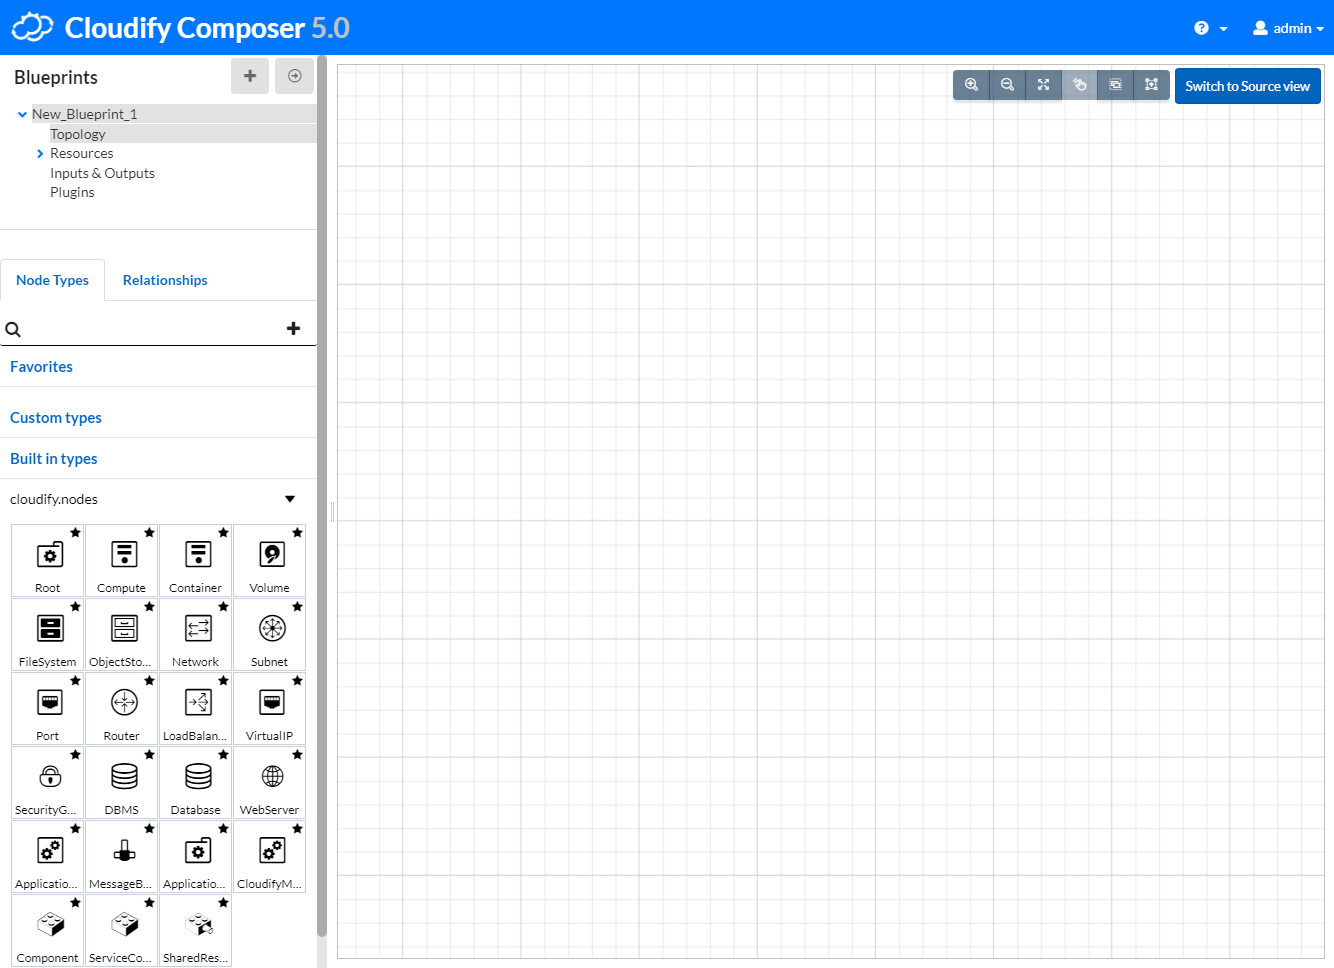 Cloudify Composer 5.0
admin
Blueprints
New_Blueprint_1
Topology
Resources
Inputs & Outputs
Plugins
Switch to Source view
Node Types
Relationships
Favorites
Custom types
Built in types
cloudify.nodes
Root
Compute
Container
Volume
FileSystem
ObjectSto...
Network
Subnet
Port
Router
LoadBalan...
VirtualIP
SecurityG...
DBMS
Database
WebServer
Applicatio...
MessageB...
Applicatio...
CloudifyM...
Component
ServiceCo...
SharedRes...